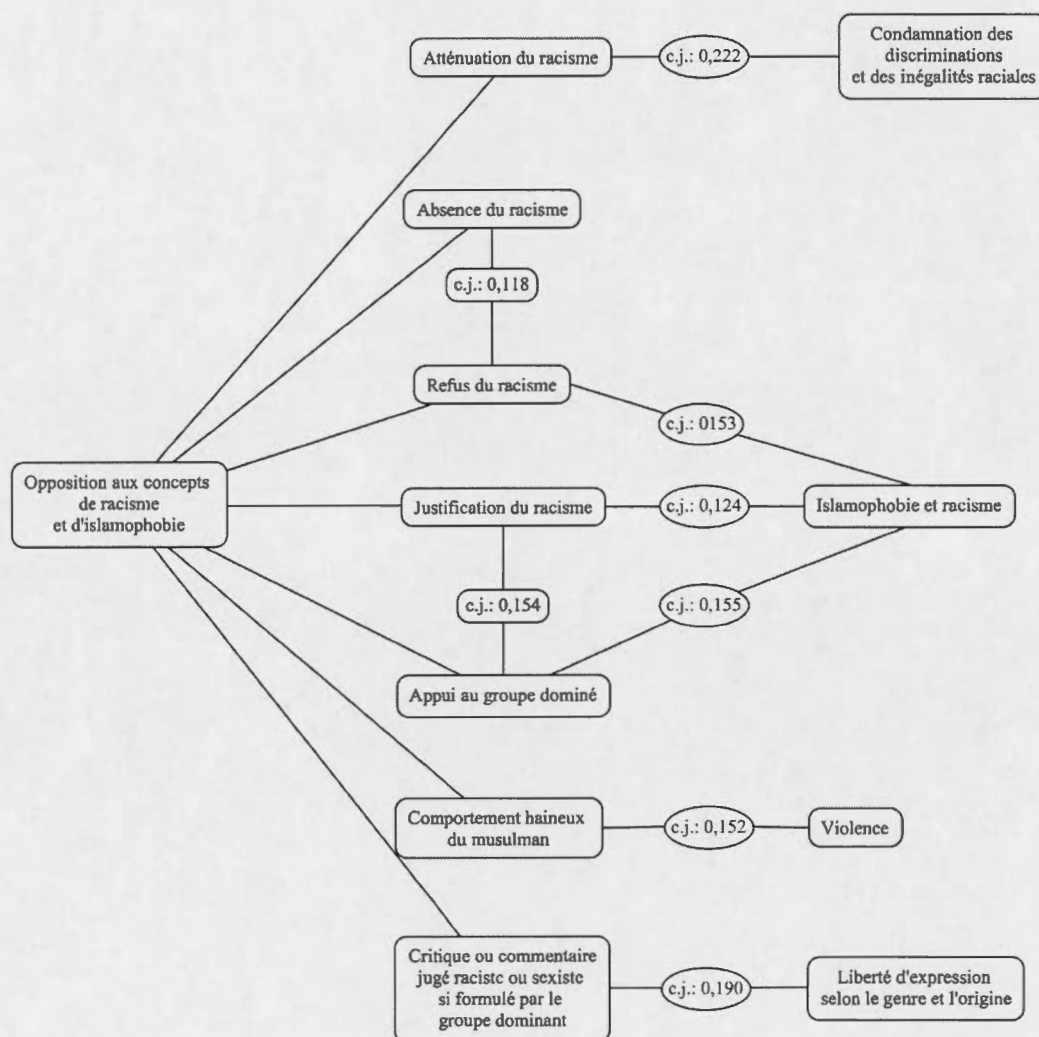 Atténuation du racisme
c.j.: 0,222
Condamnation des
discriminations
et des inégalités raciales
Absence du racisme
c.j.: 0,118
Refus du racisme
c.j.: 0153
Opposition aux concepts
de racisme
et d'islamophobie
Justification du racisme
c.j.: 0,124
Islamophobie et racisme
c.j.: 0,154
c.j.: 0,155
Appui au groupe dominé
Comportement haineux
du musulman
c.j.: 0,152
Violence
Critique ou commentaire
jugé raciste ou sexiste
si formulé par le
groupe dominant
c.j.: 0,190
Liberté d'expression
selon le genre et l'origine